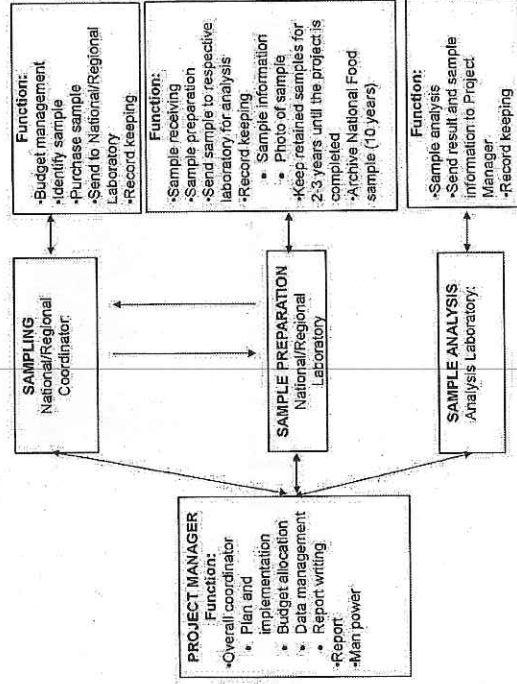 PROJECT MANAGER
Function:
•Overall coordinator
• Plan and
implementation
• Budget allocation
• Data management
• Report writing
•Report
•Man power
SAMPLING
National/Regional
Coordinator:
Function:
•Budget management
•Identify sample
•Purchase sample
•Send to National/Regional
Laboratory
•Record keeping
SAMPLE PREPARATION
National/Regional
Laboratory
Function:
•Sample receiving
•Sample preparation
•Send sample to respective
laboratory for analysis
•Record keeping
• Sample information
• Photo of sample
•Keep retained samples for
2-3 years until the project is
completed
•Archive National Food
sample (10 years)
SAMPLE ANALYSIS
Analysis Laboratory:
Function:
•Sample analysis
•Send result and sample
information to Project
Manager
•Record keeping